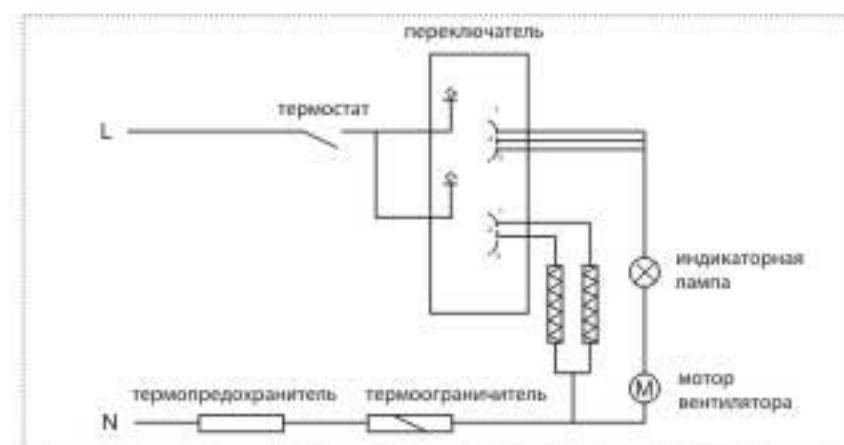 переключатель
термостат
L
индикаторная
лампа
мотор
вентилятора
M
термопредохранитель
термоограничитель
N